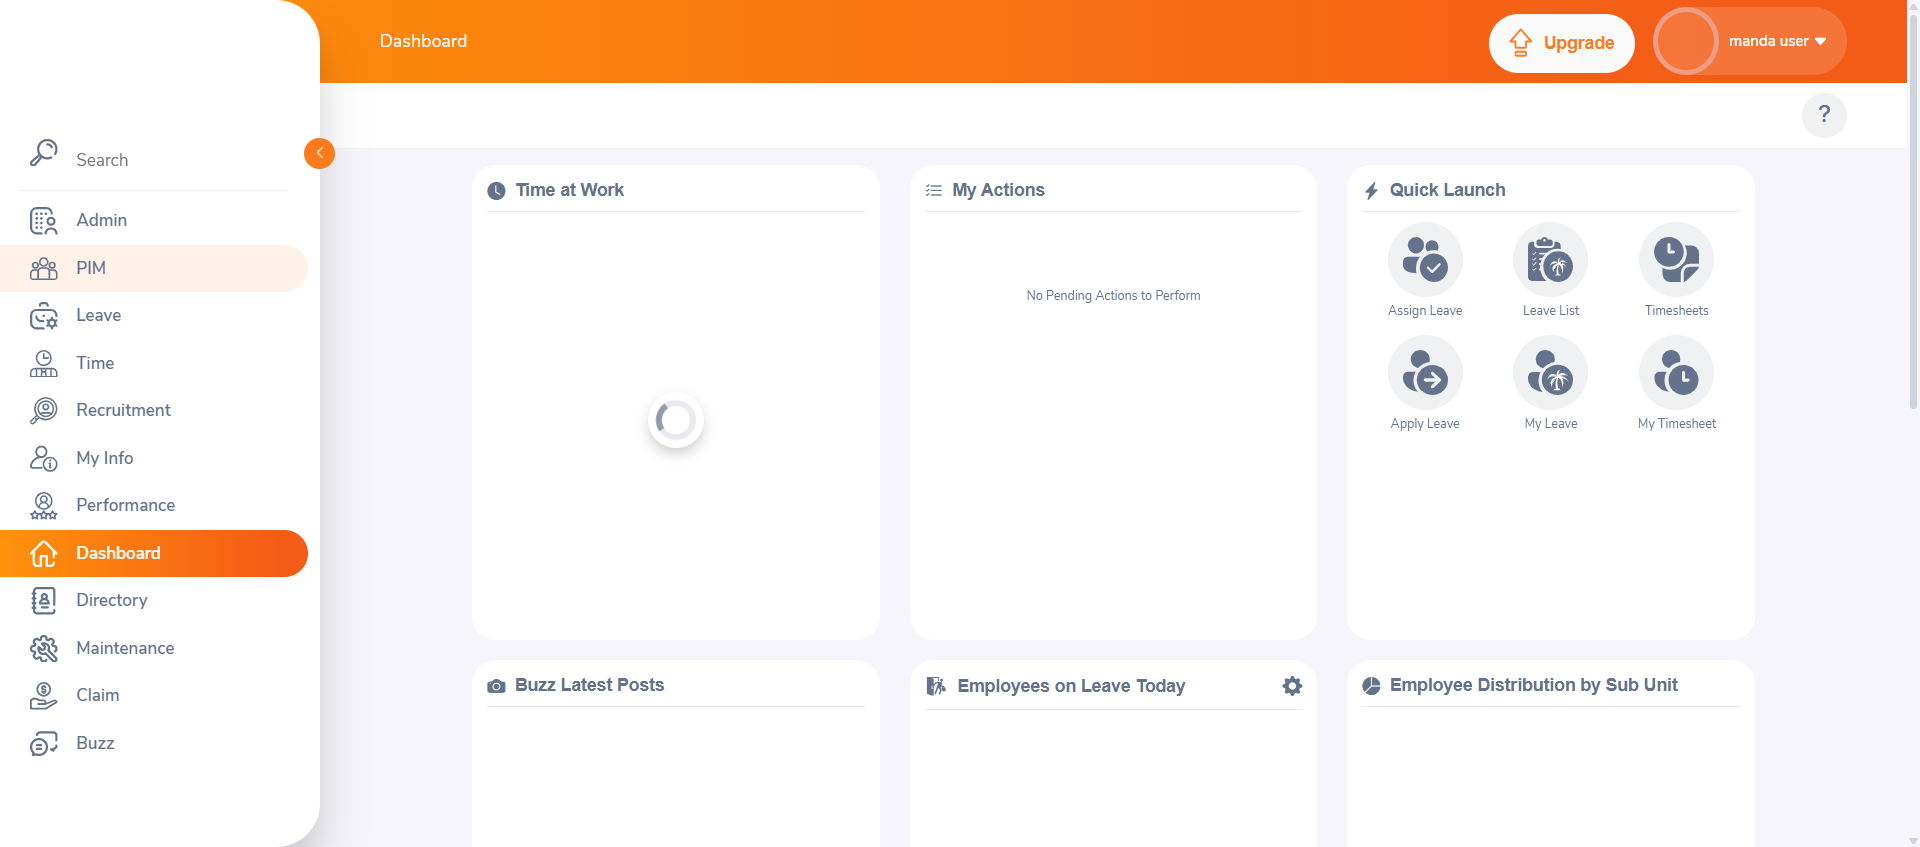 Dashboard
Upgrade
manda user
?
Search
Admin
PIM
Leave
Time
Recruitment
My Info
Performance
Dashboard
Directory
Maintenance
Claim
Buzz
Time at Work
My Actions
No Pending Actions to Perform
Quick Launch
Assign Leave
Leave List
Timesheets
Apply Leave
My Leave
My Timesheet
Buzz Latest Posts
Employees on Leave Today
Employee Distribution by Sub Unit